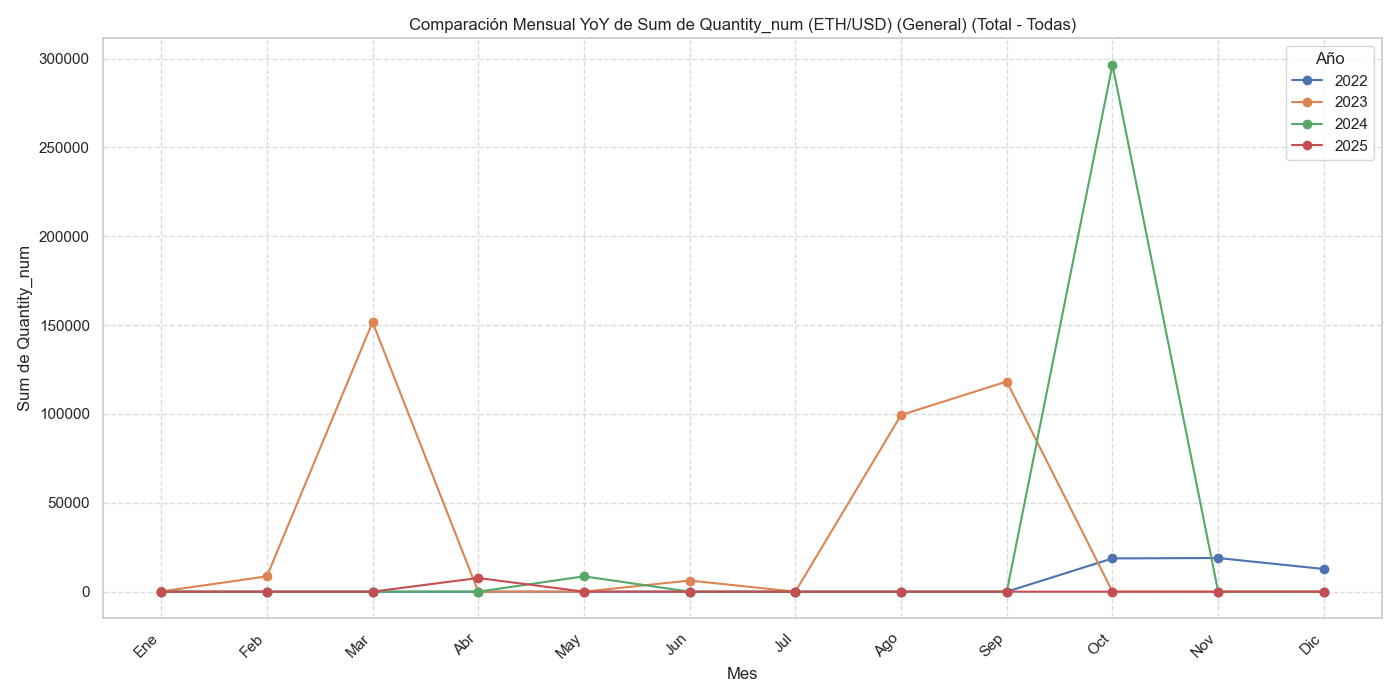 Comparación Mensual YoY de Sum de Quantity_num (ETH/USD) (General) (Total - Todas)
Año
2022
2023
2024
2025
300000
250000
200000
150000
100000
50000
0
Sum de Quantity_num
Ene
Feb
Mar
Abr
May
Jun
Jul
Ago
Sep
Oct
Nov
Dic
Mes